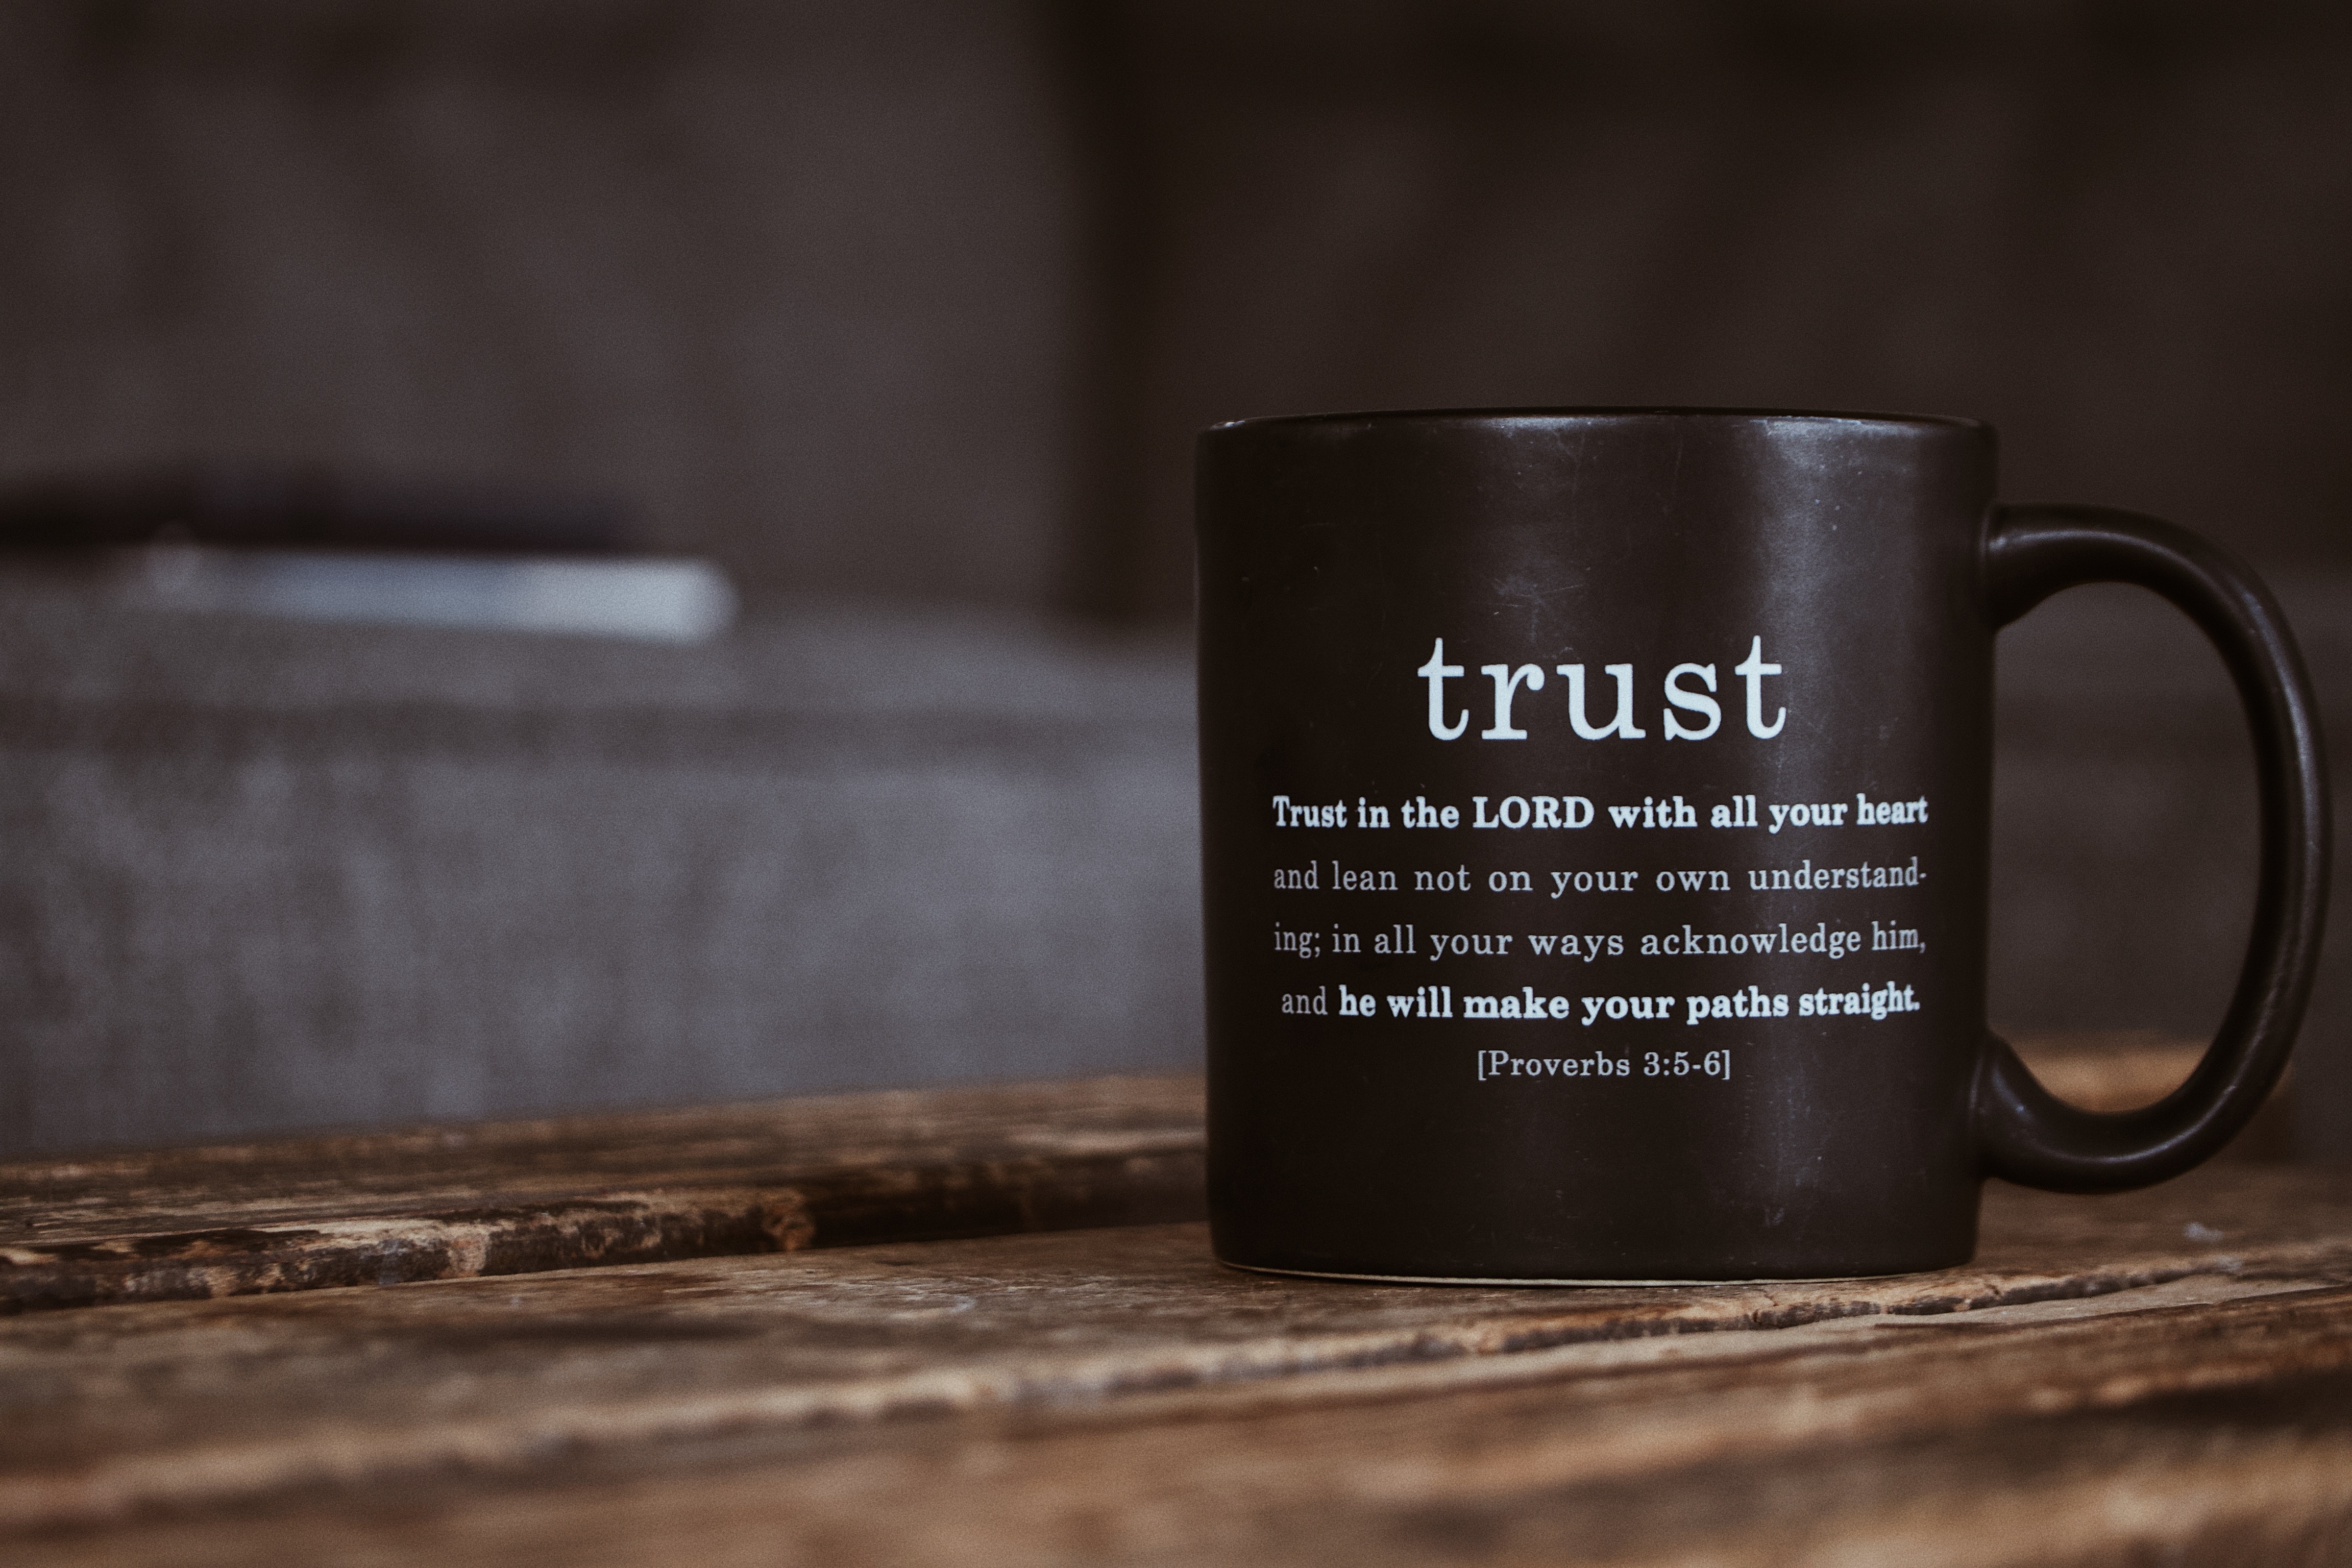 trust
Trust in the LORD with all your heart
and lean not on your own understand-
ing; in all your ways acknowledge him,
and he will make your paths straight.
[Proverbs 3:5-6]